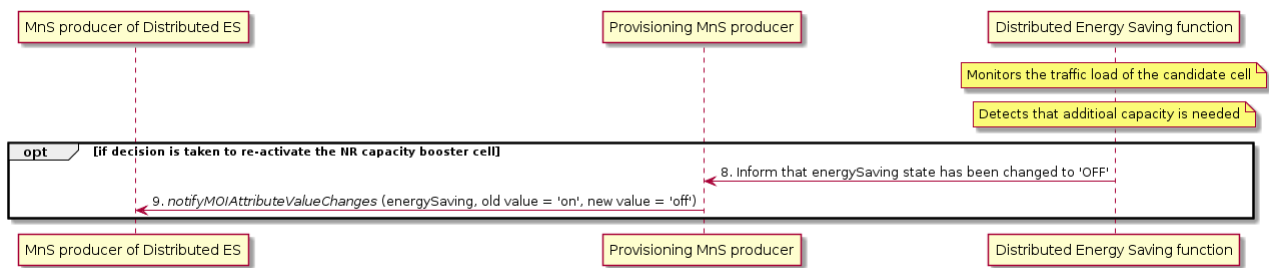 MnS producer of Distributed ES
Provisioning MnS producer
Distributed Energy Saving function
Monitors the traffic load of the candidate cell
Detects that additioal capacity is needed
opt
[if decision is taken to re-activate the NR capacity booster cell]
8. Inform that energySaving state has been changed to 'OFF'
9. notifyMOIAttributeValueChanges (energySaving, old value = 'on', new value = 'off')
MnS producer of Distributed ES
Provisioning MnS producer
Distributed Energy Saving function